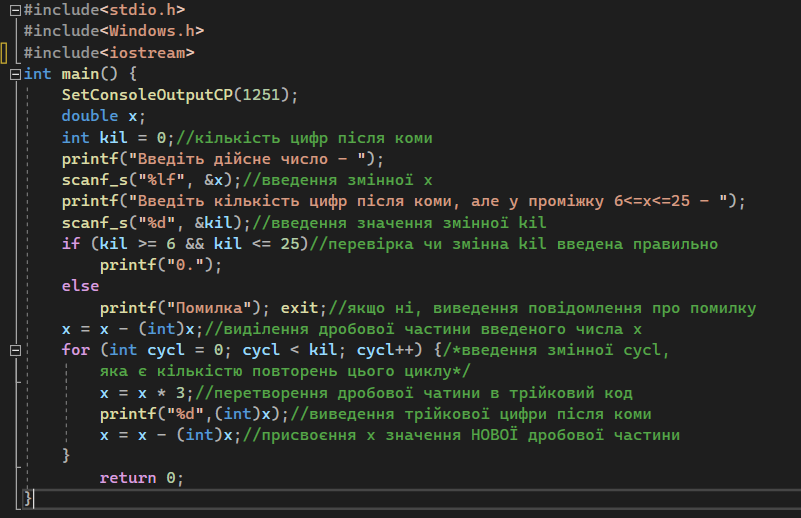 #include<stdio.h>
#include<Windows.h>
#include<iostream>
int main() {
SetConsoleOutputCP(1251);
double x;
int kil = 0;//кількість цифр після коми
printf("Введіть дійсне число - ");
scanf_s("%lf", &x);//введення змінної x
printf("Введіть кількість цифр після коми, але у проміжку 6<=x<=25 - ");
scanf_s("%d", &kil);//введення значення змінної kil
if (kil >= 6 && kil <= 25)//перевірка чи змінна kil введена правильно
printf("0.");
else
printf("Помилка"); exit;//якщо ні, виведення повідомлення про помилку
x = x - (int)x;//виділення дробової частини введеного числа x
for (int cycl = 0; cycl < kil; cycl++) {/*введення змінної cycl,
яка є кількістю повторень цього циклу*/
x = x * 3;//перетворення дробової чатини в трійковий код
printf("%d",(int)x);//виведення трійкової цифри після коми
x = x - (int)x;//присвоєння x значення НОВОЇ дробової частини
}
return 0;
}